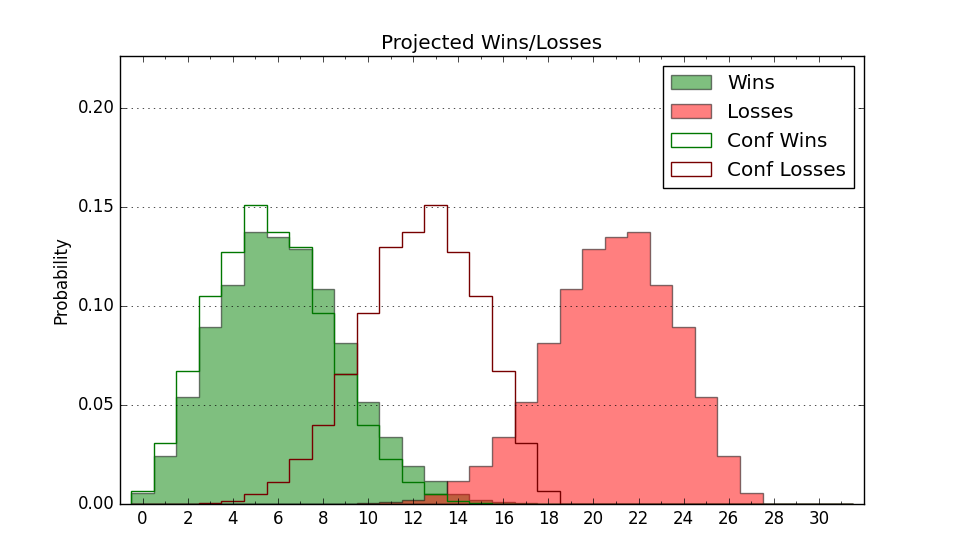 Projected Wins/Losses
Wins
Losses
Conf Wins
Conf Losses
Probability
0.20
0.15
0.10
0.05
0.00
0 2 4 6 8 10 12 14 16 18 20 22 24 26 28 30